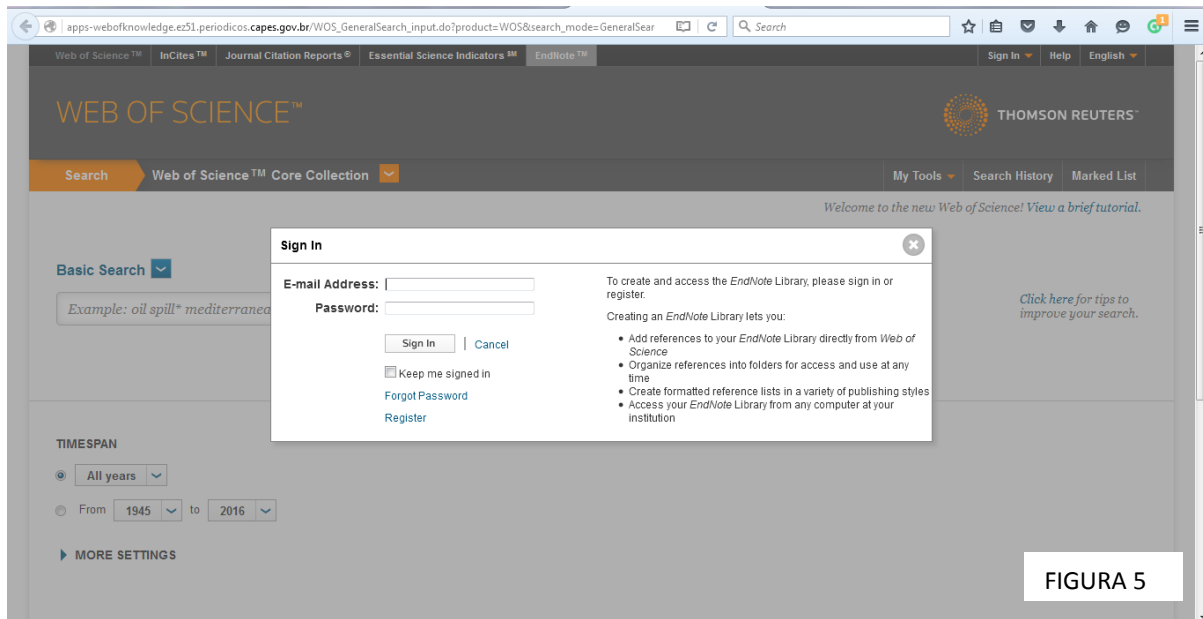 apps-webofknowledge.ez51.periodicos.capes.gov.br/WOS_GeneralSearch_input.do?product=WOS&search_mode=GeneralSear
Search
Web of Science™ InCites™ Journal Citation Reports® Essential Science Indicators℠ EndNote™ Sign In Help English
WEB OF SCIENCE™
THOMSON REUTERS™
Search Web of Science™ Core Collection My Tools Search History Marked List
Welcome to the new Web of Science! View a brief tutorial.
Basic Search
Example: oil spill* mediterranea
Click here for tips to
improve your search.
Sign In
E-mail Address:
Password:
Sign In | Cancel
Keep me signed in
Forgot Password
Register
To create and access the EndNote Library, please sign in or
register.
Creating an EndNote Library lets you:
• Add references to your EndNote Library directly from Web of
Science
• Organize references into folders for access and use at any
time
• Create formatted reference lists in a variety of publishing styles
• Access your EndNote Library from any computer at your
institution
TIMESPAN
All years
From 1945 to 2016
MORE SETTINGS
FIGURA 5